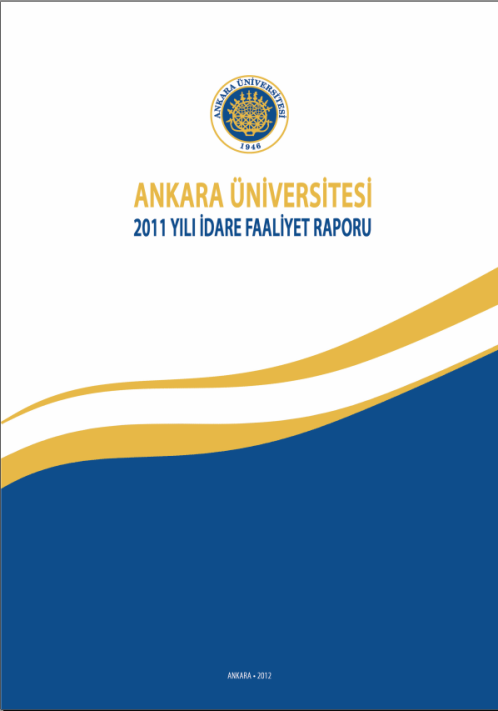 ANKARA ÜNİVERSİTESİ
1946
ANKARA ÜNİVERSİTESİ
2011 YILI İDARE FAALİYET RAPORU
ANKARA • 2012